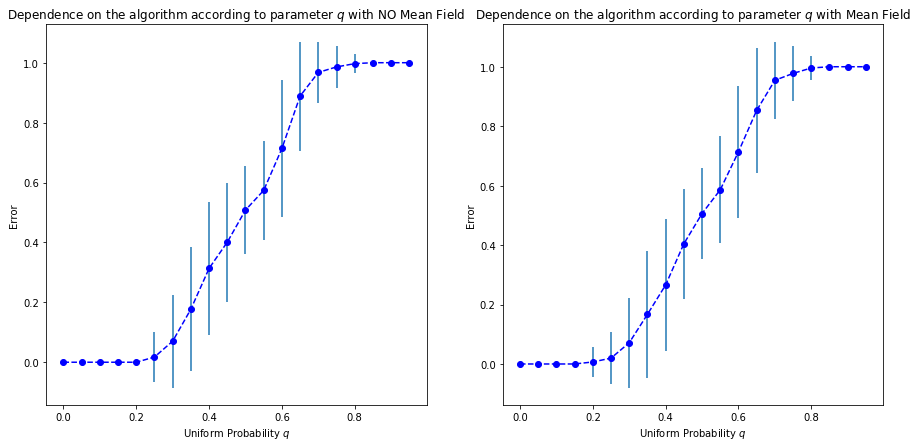 Dependence on the algorithm according to parameter q with NO Mean Field
1.0
0.8
0.6
0.4
0.2
0.0
Error
0.0 0.2 0.4 0.6 0.8
Uniform Probability q
Dependence on the algorithm according to parameter q with Mean Field
1.0
0.8
0.6
0.4
0.2
0.0
Error
0.0 0.2 0.4 0.6 0.8
Uniform Probability q